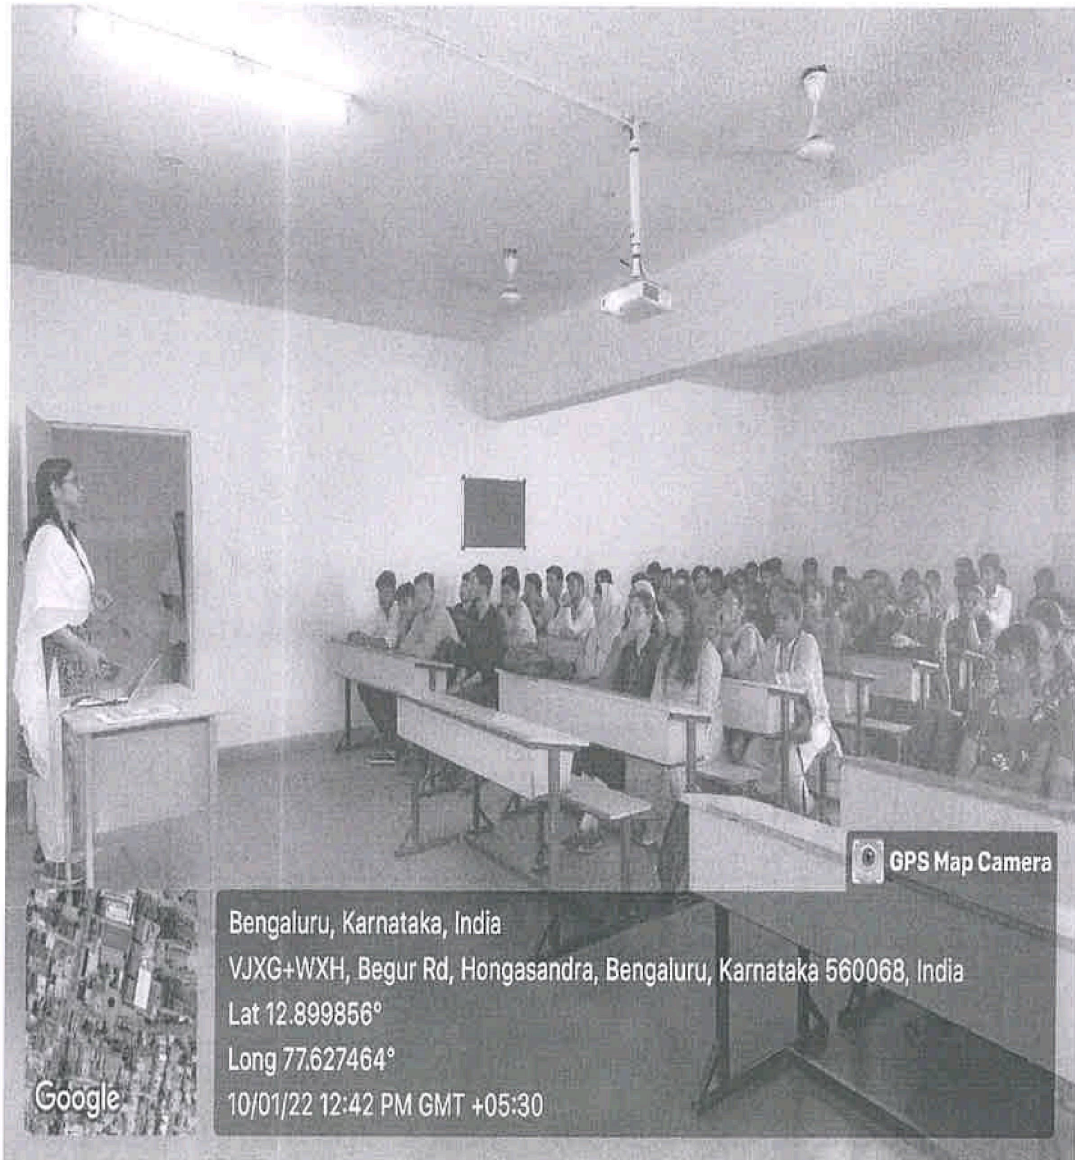 GPS Map Camera
Bengaluru, Karnataka, India
VJXG+WXH, Begur Rd, Hongasandra, Bengaluru, Karnataka 560068, India
Lat 12.899856°
Long 77.627464°
10/01/22 12:42 PM GMT +05:30
Google